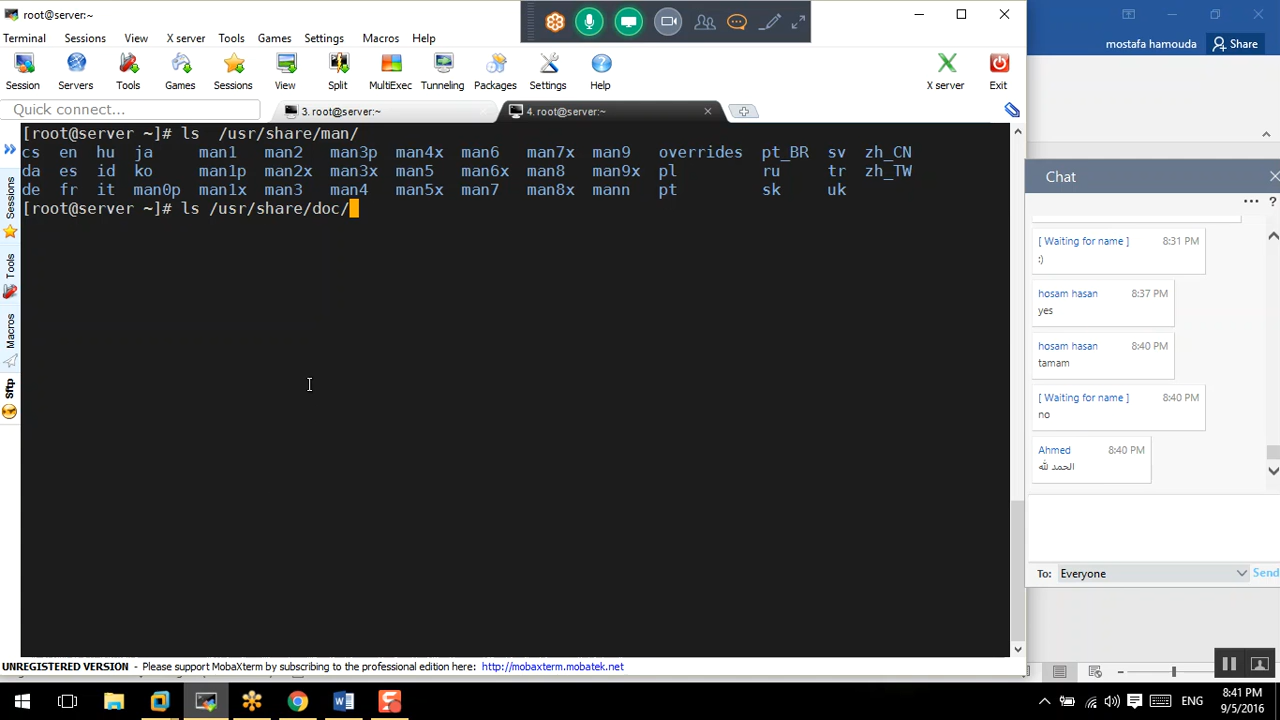 root@server:~
Terminal Sessions View X server Tools Games Settings Macros Help
Session Servers Tools Games Sessions View Split MultiExec Tunneling Packages Settings Help X server Exit
Quick connect...
3. root@server:~
4. root@server:~
[root@server ~]# ls  /usr/share/man/
cs en hu ja man1 man2 man3p man4x man6 man7x man9 overrides pt_BR sv zh_CN
da es id ko man1p man2x man3x man5 man6x man8 man9x pl ru tr zh_TW
de fr it man0p man1x man3 man4 man5x man7 man8x mann pt sk uk
[root@server ~]# ls /usr/share/doc/
Sessions
Tools
Macros
Sftp
UNREGISTERED VERSION - Please support MobaXterm by subscribing to the professional edition here: http://mobaxterm.mobatek.net
mostafa hamouda Share
Chat
... ?
[ Waiting for name ] 8:31 PM
:)
hosam hasan 8:37 PM
yes
hosam hasan 8:40 PM
tamam
[ Waiting for name ] 8:40 PM
no
Ahmed 8:40 PM
الحمد لله
To: Everyone Send
ENG
8:41 PM
9/5/2016